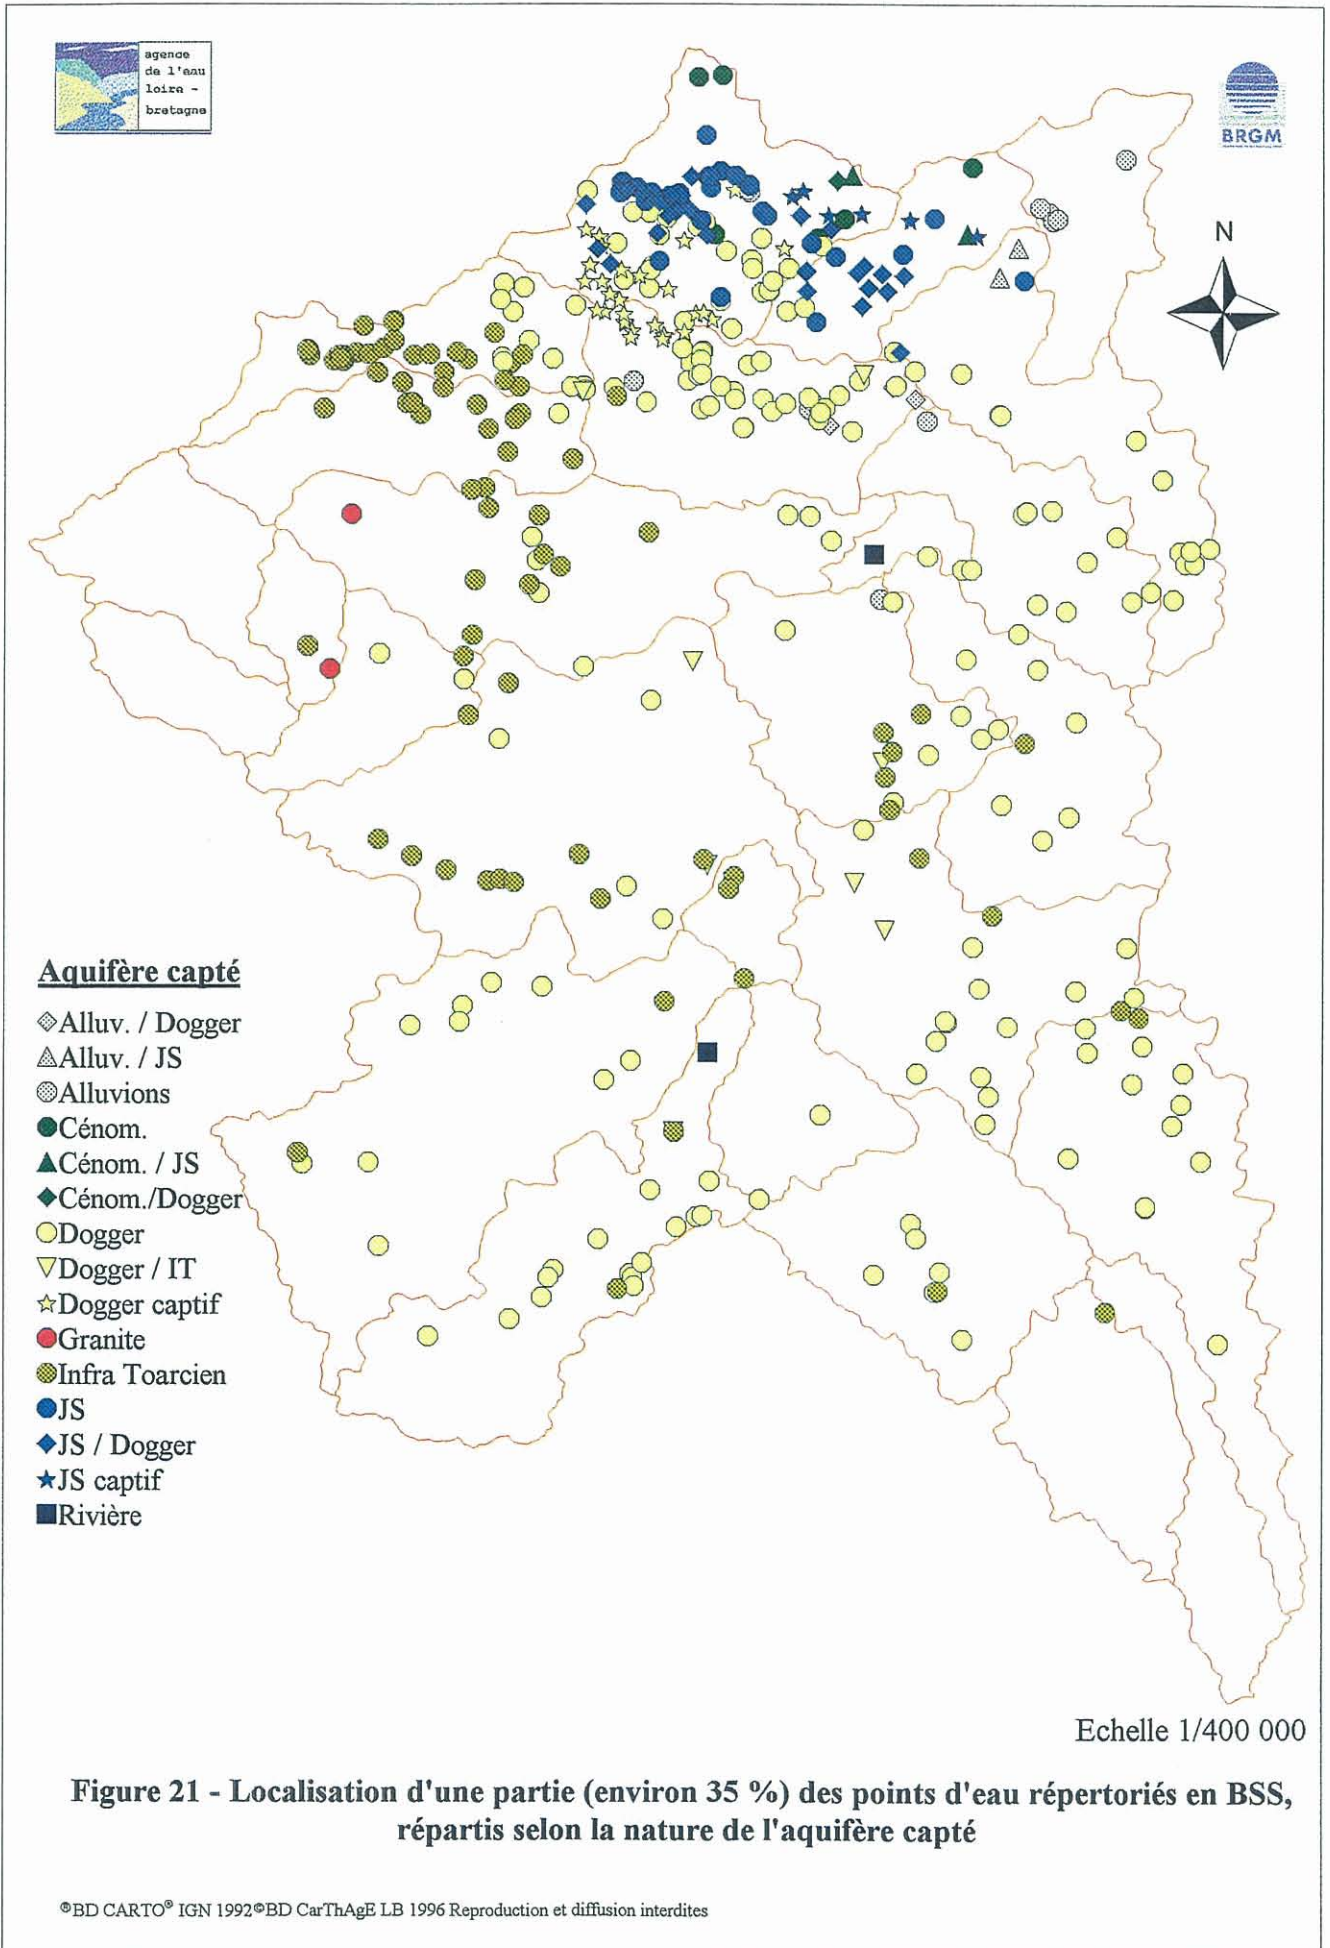 agence
de l'eau
loire -
bretagne
BRGM
N
Aquifère capté
Alluv. / Dogger
Alluv. / JS
Alluvions
Cénom.
Cénom. / JS
Cénom./Dogger
Dogger
Dogger / IT
Dogger captif
Granite
Infra Toarcien
JS
JS / Dogger
JS captif
Rivière
Echelle 1/400 000
Figure 21 - Localisation d'une partie (environ 35 %) des points d'eau répertoriés en BSS,
répartis selon la nature de l'aquifère capté
©BD CARTO® IGN 1992©BD CarThAgE LB 1996 Reproduction et diffusion interdites